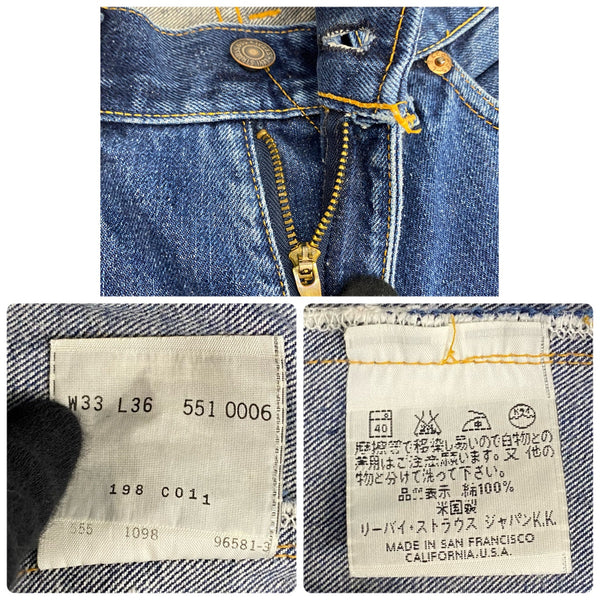 W33 L36 551 0006
198 C011
555 1098 96581-3
40
ドライ
摩擦等で移染し易いので白物との
着用はご注意願います。又 他の
物と分けて洗って下さい。
品質表示 綿100%
米国製
リーバイ・ストラウス ジャパンK.K.
MADE IN SAN FRANCISCO
CALIFORNIA, U.S.A.